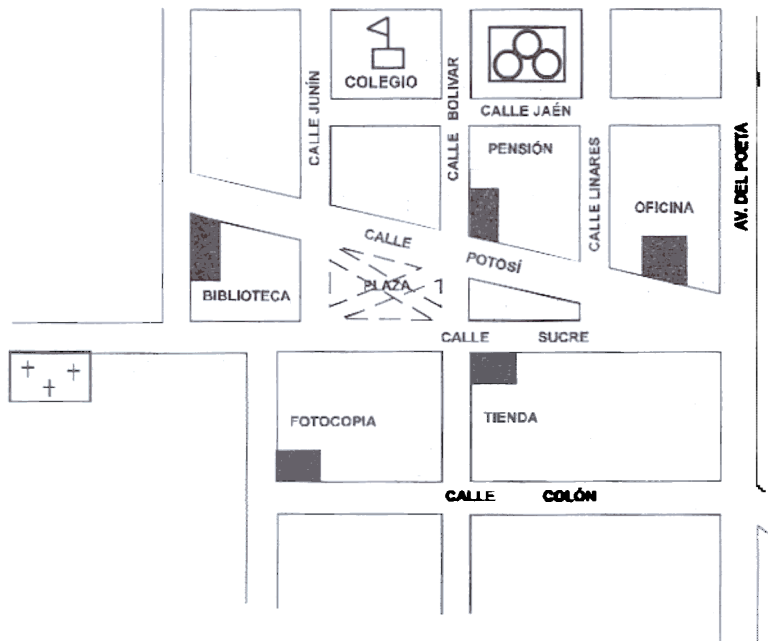 COLEGIO
CALLE JUNÍN
CALLE BOLIVAR
CALLE JAÉN
PENSIÓN
CALLE LINARES
OFICINA
AV. DEL POETA
CALLE POTOSÍ
PLAZA
BIBLIOTECA
CALLE SUCRE
FOTOCOPIA
TIENDA
CALLE COLÓN